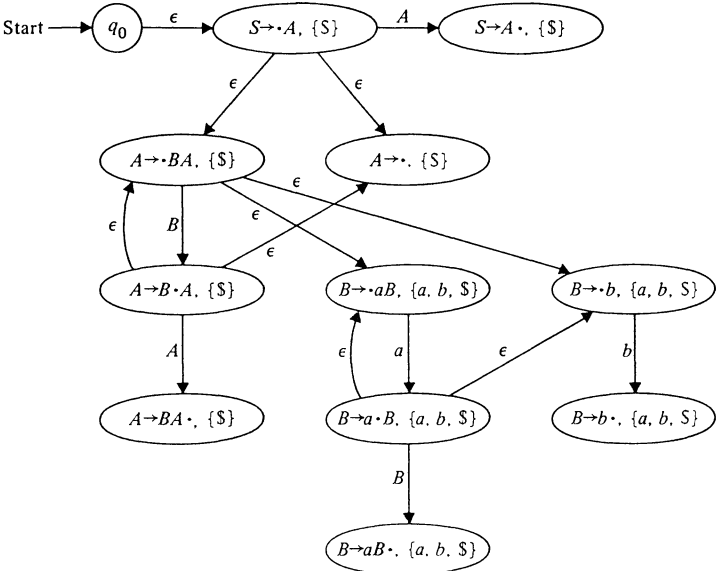 Start q₀ ϵ S→·A, {$} A S→A·, {$}
ϵ ϵ
A→·BA, {$} A→·, {$}
ϵ
ϵ B ϵ
ϵ
A→B·A, {$} B→·aB, {a, b, $} B→·b, {a, b, $}
A ϵ a ϵ b
A→BA·, {$} B→a·B, {a, b, $} B→b·, {a, b, $}
B
B→aB·, {a, b, $}